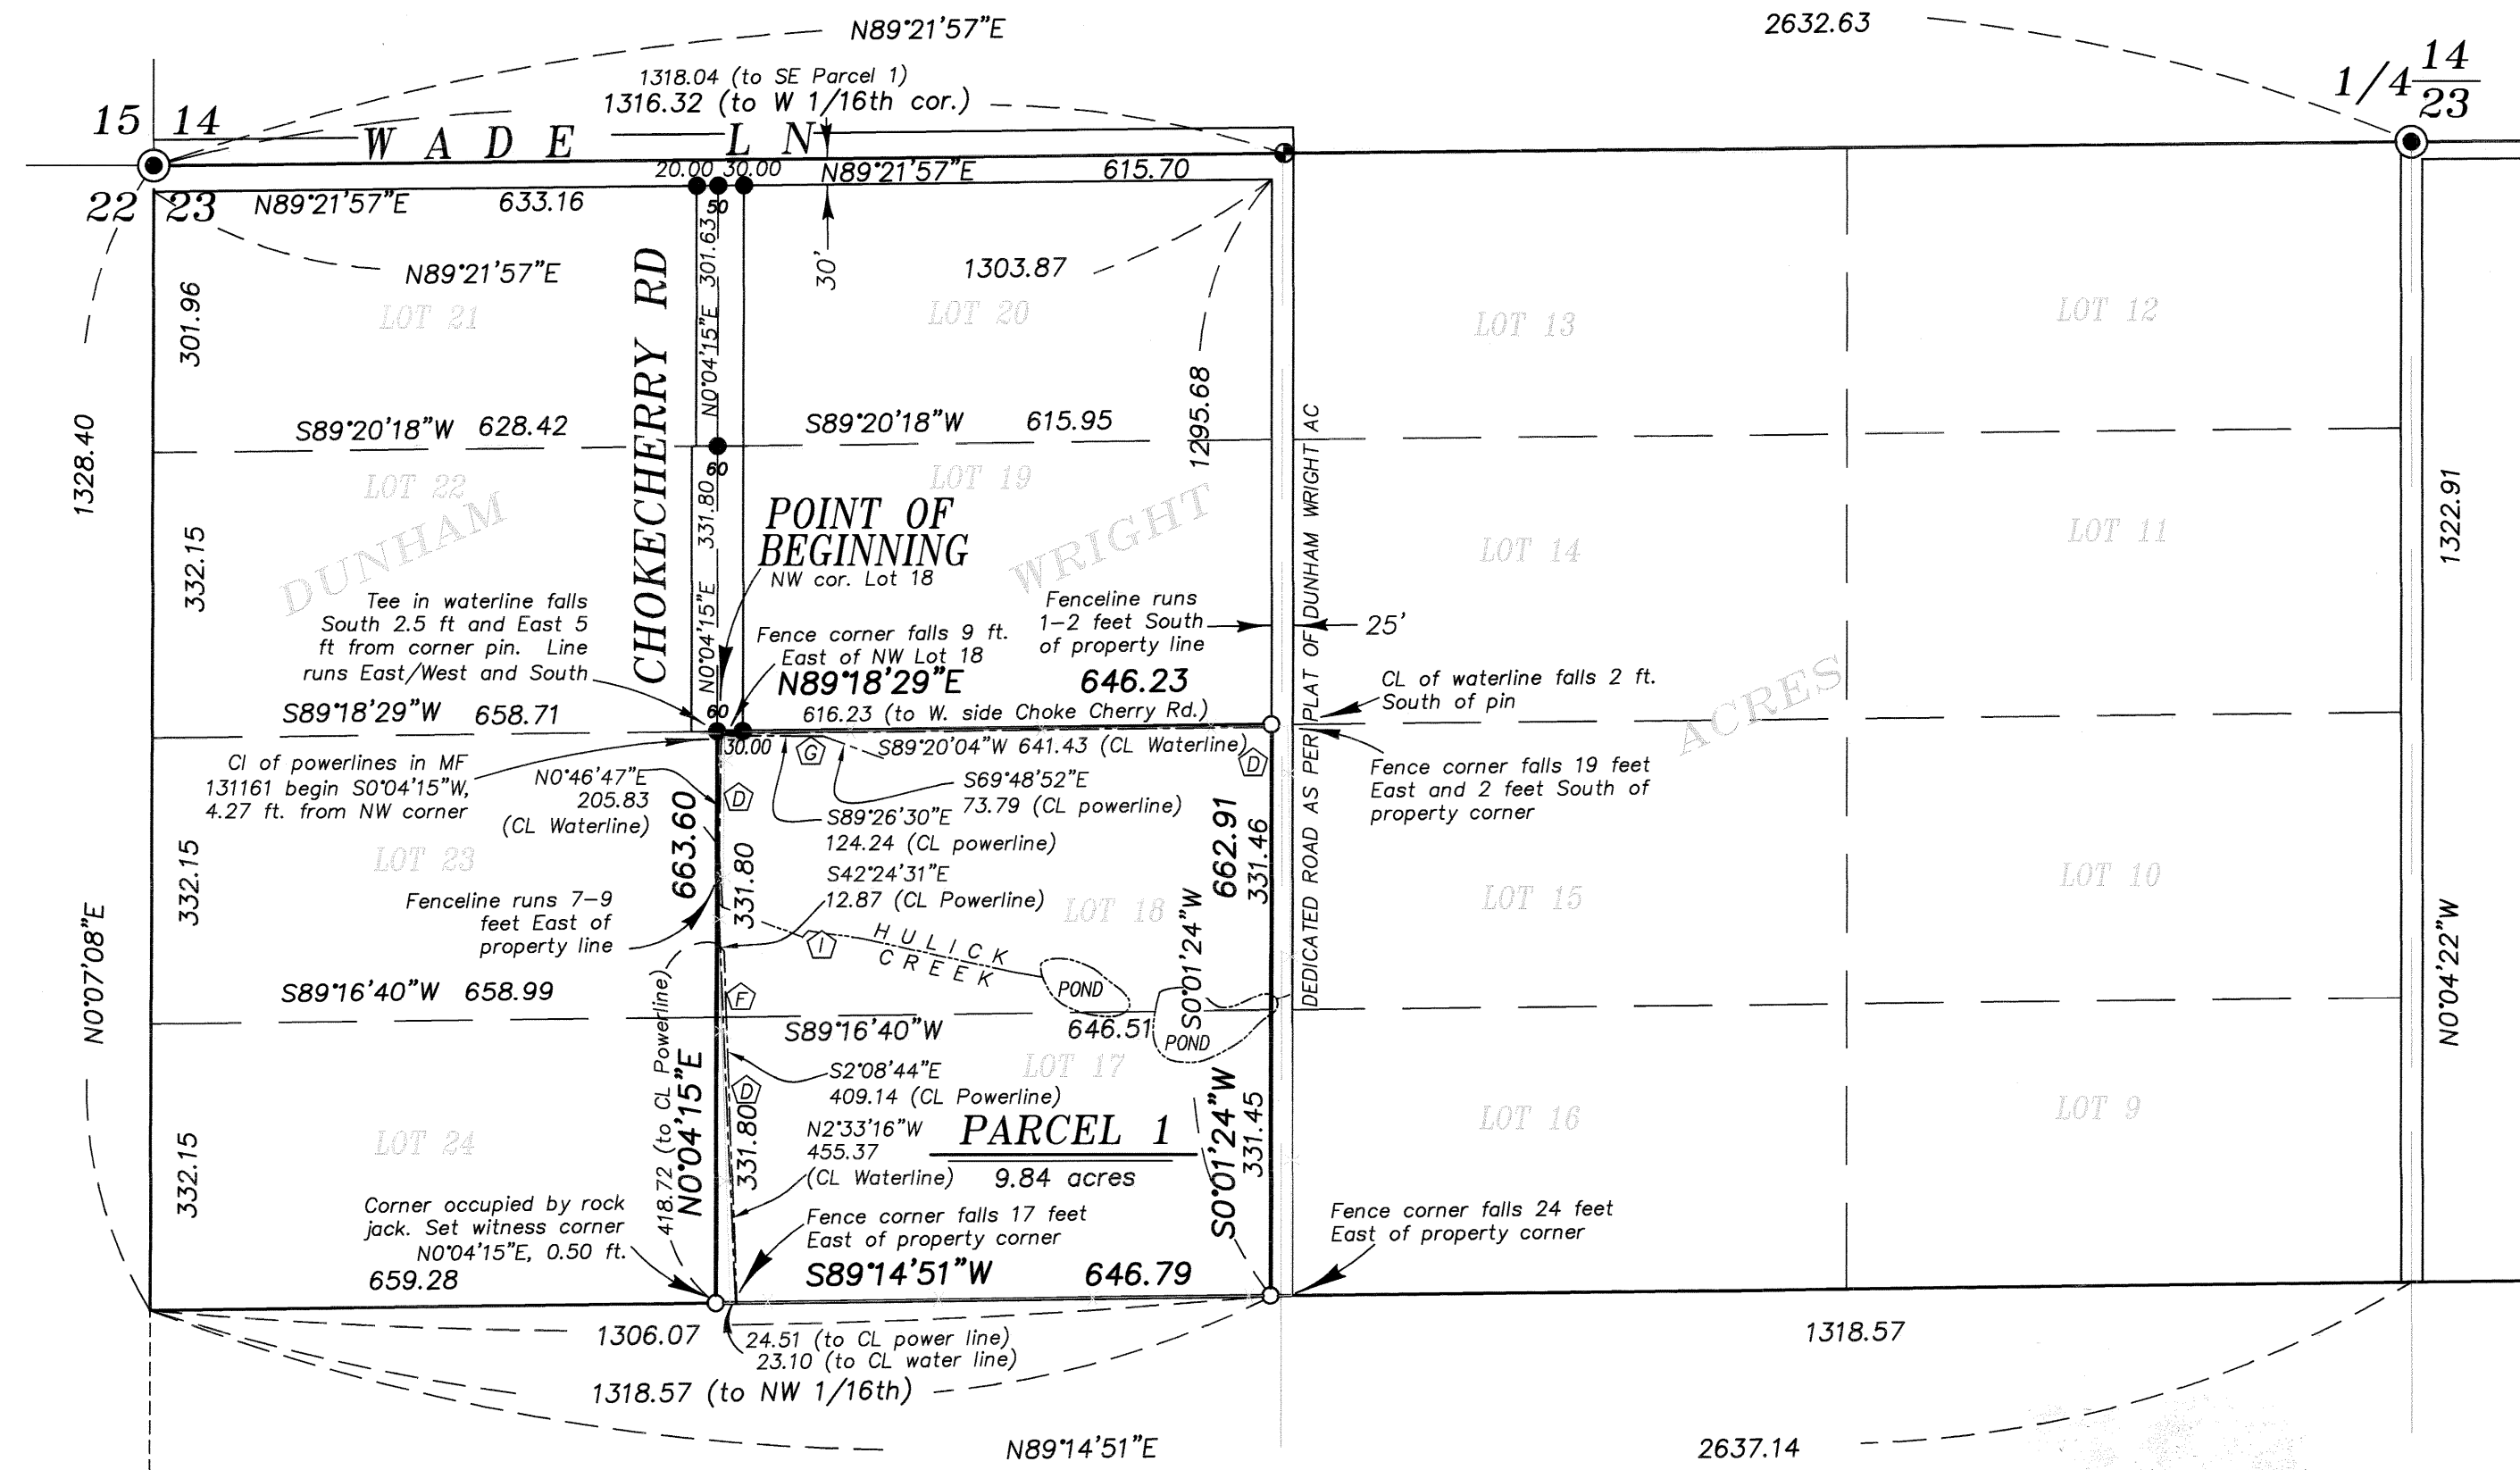 N89°21'57"E
2632.63
1318.04 (to SE Parcel 1)
1316.32 (to W 1/16th cor.)
1/4 14
23
15 14
22 23
WADE LN
20.00 30.00
N89°21'57"E
615.70
N89°21'57"E
633.16
50
N89°21'57"E
1303.87
30'
301.96
LOT 21
CHOKECHERRY RD
N0°04'15"E 301.63
LOT 20
1295.68
LOT 13
LOT 12
1328.40
S89°20'18"W 628.42
S89°20'18"W 615.95
LOT 22
60
LOT 19
DUNHAM
WRIGHT
ACRES
332.15
N0°04'15"E 331.80
POINT OF
BEGINNING
NW cor. Lot 18
LOT 14
LOT 11
1322.91
Tee in waterline falls
South 2.5 ft and East 5
ft from corner pin. Line
runs East/West and South
Fence corner falls 9 ft.
East of NW Lot 18
Fenceline runs
1-2 feet South
of property line
25'
DEDICATED ROAD AS PER PLAT OF DUNHAM WRIGHT AC
N89°18'29"E
646.23
616.23 (to W. side Choke Cherry Rd.)
CL of waterline falls 2 ft.
South of pin
S89°18'29"W 658.71
60
30.00
G
S89°20'04"W 641.43 (CL Waterline)
D
Cl of powerlines in MF
131161 begin S0°04'15"W,
4.27 ft. from NW corner
N0°46'47"E
205.83
(CL Waterline)
D
S69°48'52"E
73.79 (CL powerline)
S89°26'30"E
124.24 (CL powerline)
Fence corner falls 19 feet
East and 2 feet South of
property corner
663.60
331.80
662.91
331.46
332.15
LOT 23
S42°24'31"E
12.87 (CL Powerline)
LOT 18
LOT 15
LOT 10
Fenceline runs 7-9
feet East of
property line
I
HULICK
CREEK
POND
S0°01'24"W
N0°07'08"E
N0°04'22"W
S89°16'40"W 658.99
F
S89°16'40"W
646.51
POND
418.72 (to CL Powerline)
N0°04'15"E
LOT 17
S2°08'44"E
409.14 (CL Powerline)
D
331.80
LOT 16
LOT 9
LOT 24
332.15
N2°33'16"W
455.37
(CL Waterline)
PARCEL 1
9.84 acres
S0°01'24"W
331.45
Corner occupied by rock
jack. Set witness corner
N0°04'15"E, 0.50 ft.
659.28
Fence corner falls 17 feet
East of property corner
Fence corner falls 24 feet
East of property corner
S89°14'51"W
646.79
1306.07
24.51 (to CL power line)
23.10 (to CL water line)
1318.57
1318.57 (to NW 1/16th)
N89°14'51"E
2637.14